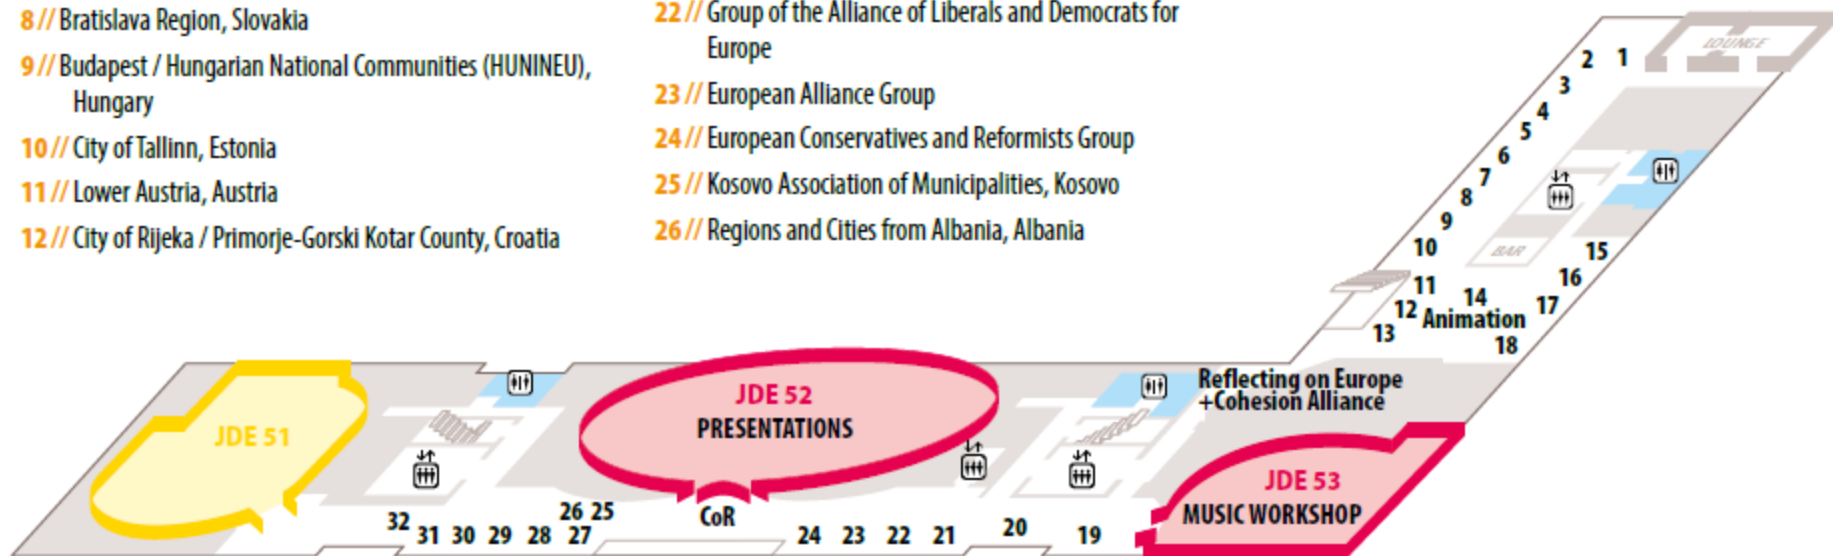 8// Bratislava Region, Slovakia
9// Budapest / Hungarian National Communities (HUNINEU),
Hungary
10// City of Tallinn, Estonia
11// Lower Austria, Austria
12// City of Rijeka / Primorje-Gorski Kotar County, Croatia
22// Group of the Alliance of Liberals and Democrats for
Europe
23// European Alliance Group
24// European Conservatives and Reformists Group
25// Kosovo Association of Municipalities, Kosovo
26// Regions and Cities from Albania, Albania
LOUNGE
2 1
3
4
5
6
7
8
9
10
BAR
15
11
16
14
12
17
Animation
13
18
Reflecting on Europe
+Cohesion Alliance
JDE 51
JDE 52
PRESENTATIONS
JDE 53
MUSIC WORKSHOP
CoR
26 25
32 31 30 29 28 27
24 23 22 21 20 19